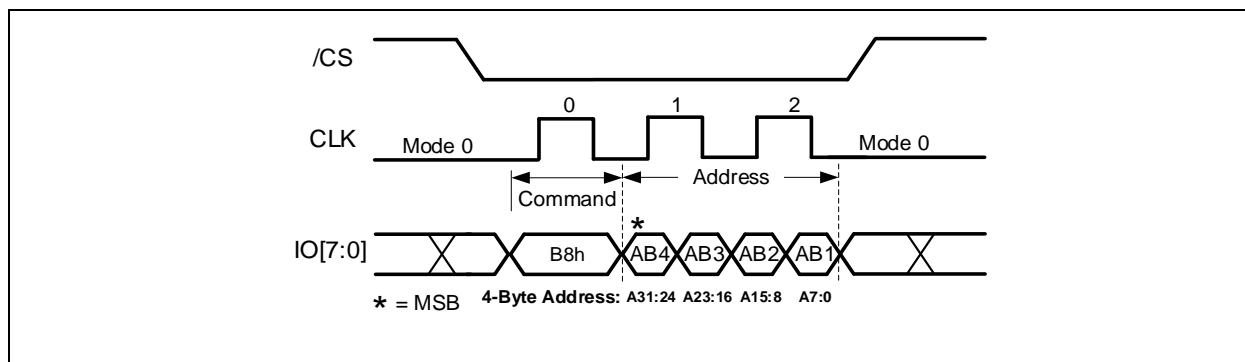 /CS
0 1 2
CLK Mode 0 Mode 0
Command Address
*
IO[7:0] B8h AB4 AB3 AB2 AB1
* = MSB 4-Byte Address: A31:24 A23:16 A15:8 A7:0